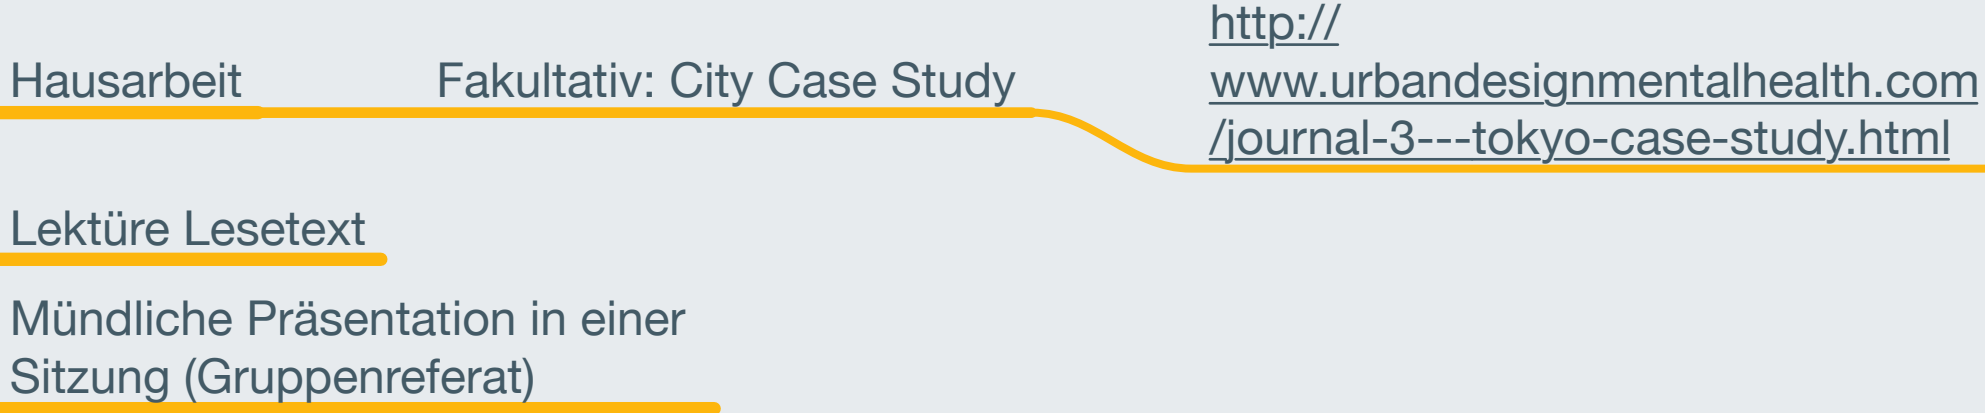 Hausarbeit
Fakultativ: City Case Study
http://
www.urbandesignmentalhealth.com
/journal-3---tokyo-case-study.html
Lektüre Lesetext
Mündliche Präsentation in einer
Sitzung (Gruppenreferat)